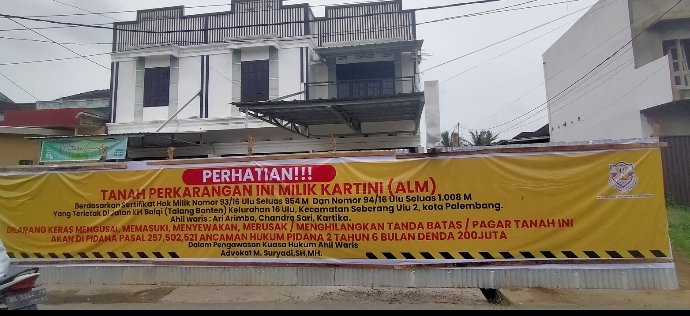 PERHATIAN!!!
TANAH PERKARANGAN INI MILIK KARTINI (ALM)
Berdasarkan Sertifikat Hak Milik Nomor 93/16 Ulu Seluas 954 M Dan Nomor 94/16 Ulu Seluas 1.008 M
Yang Terletak Di Jalan KH Balqi (Talang Banten) Kelurahan 16 Ulu, Kecamatan Seberang Ulu 2, kota Palembang.
Ahli waris : Ari Arimba, Chandra Sari, Kartika.
DILARANG KERAS MENGUSAI, MEMASUKI, MENYEWAKAN, MERUSAK / MENGHILANGKAN TANDA BATAS / PAGAR TANAH INI
AKAN DI PIDANA PASAL 257,502,521 ANCAMAN HUKUM PIDANA 2 TAHUN 6 BULAN DENDA 200JUTA
Dalam Pengawasan Kuasa Hukum Ahli Waris
Advokat M. Suryadi,SH,MH.